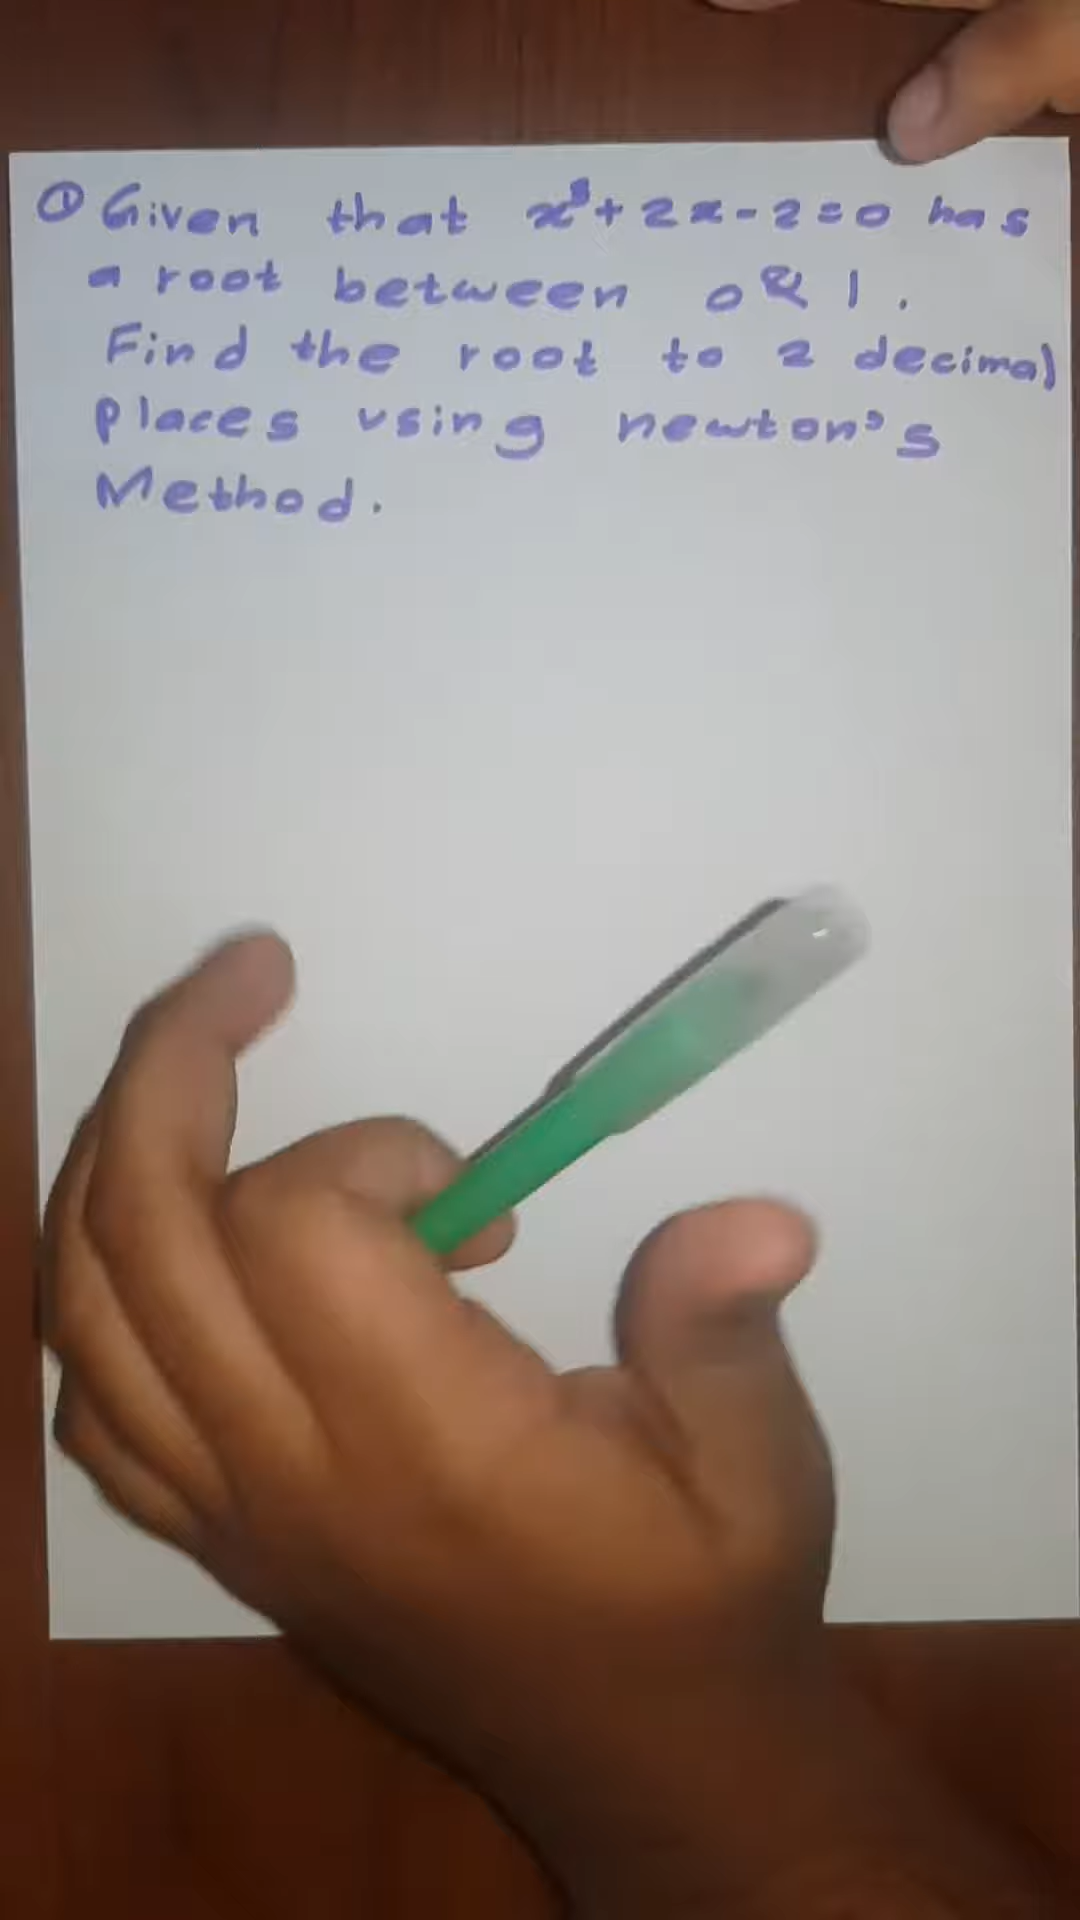 ① Given that x³+2x-2=0 has
a root between 0 & 1.
Find the root to 2 decimal
places using newton's
Method.